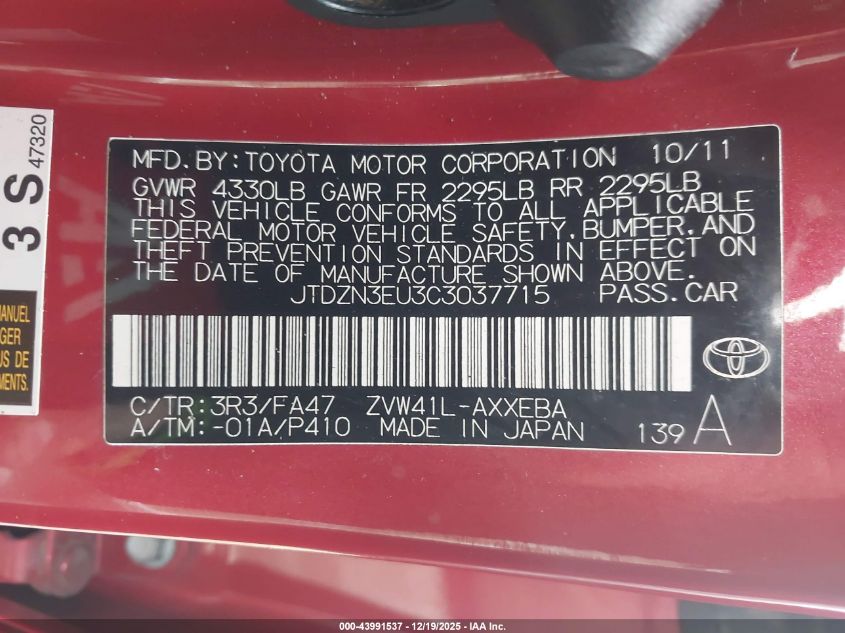 3 S 47320
MANUEL
GER
US DE
MENTS.
MFD. BY: TOYOTA MOTOR CORPORATION 10/11
GVWR 4330LB GAWR FR 2295LB RR 2295LB
THIS VEHICLE CONFORMS TO ALL APPLICABLE
FEDERAL MOTOR VEHICLE SAFETY, BUMPER, AND
THEFT PREVENTION STANDARDS IN EFFECT ON
THE DATE OF MANUFACTURE SHOWN ABOVE.
JTDZN3EU3C3037715 PASS. CAR
C/TR: 3R3/FA47 ZVW41L-AXXEBA
A/TM: -01A/P410 MADE IN JAPAN 139 A
000-43991537 - 12/19/2025 - IAA Inc.